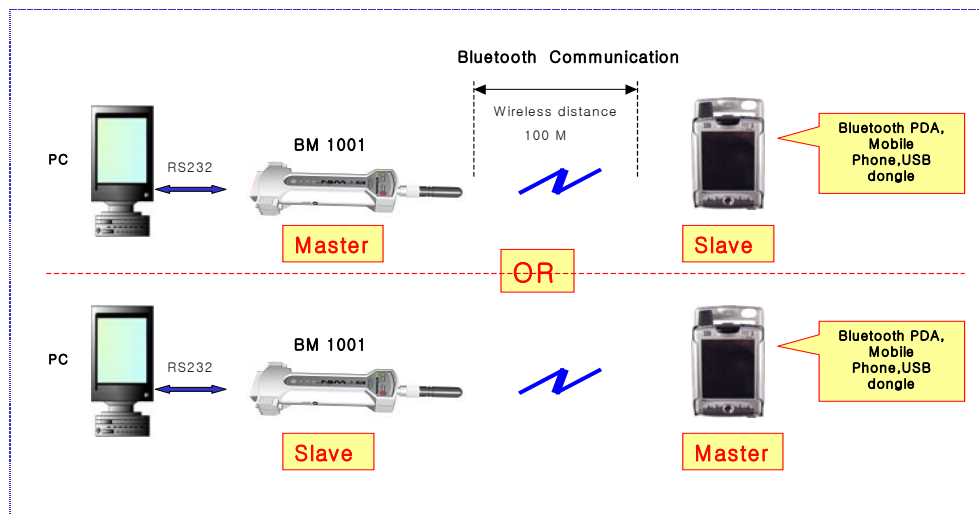 Bluetooth Communication
Wireless distance
100 M
PC
RS232
BM 1001
Bluetooth PDA,
Mobile
Phone,USB
dongle
Master
Slave
OR
PC
RS232
BM 1001
Bluetooth PDA,
Mobile
Phone,USB
dongle
Slave
Master